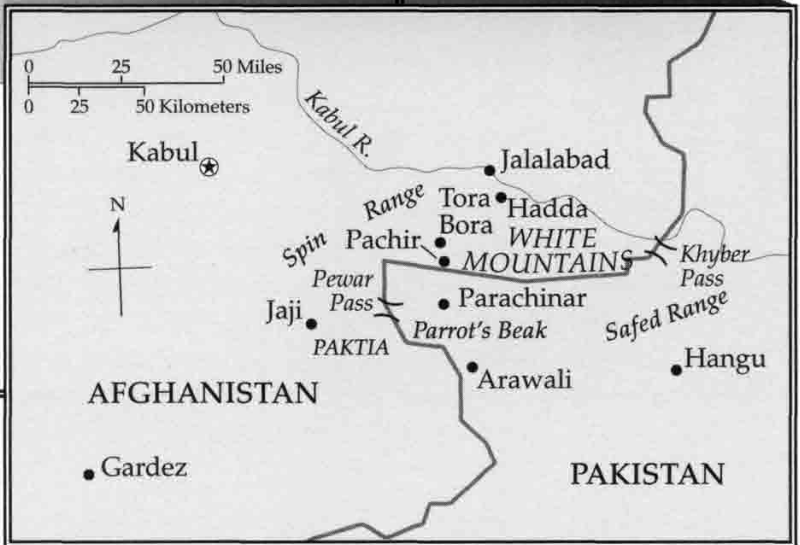 0 25 50 Miles
0 25 50 Kilometers
Kabul R.
Kabul
Jalalabad
N
Range
Tora
Bora
Hadda
Spin
Pachir
WHITE
MOUNTAINS
Khyber
Pass
Pewar
Pass
Parachinar
Jaji
Parrot's Beak
Safed Range
PAKTIA
Hangu
Arawali
AFGHANISTAN
Gardez
PAKISTAN